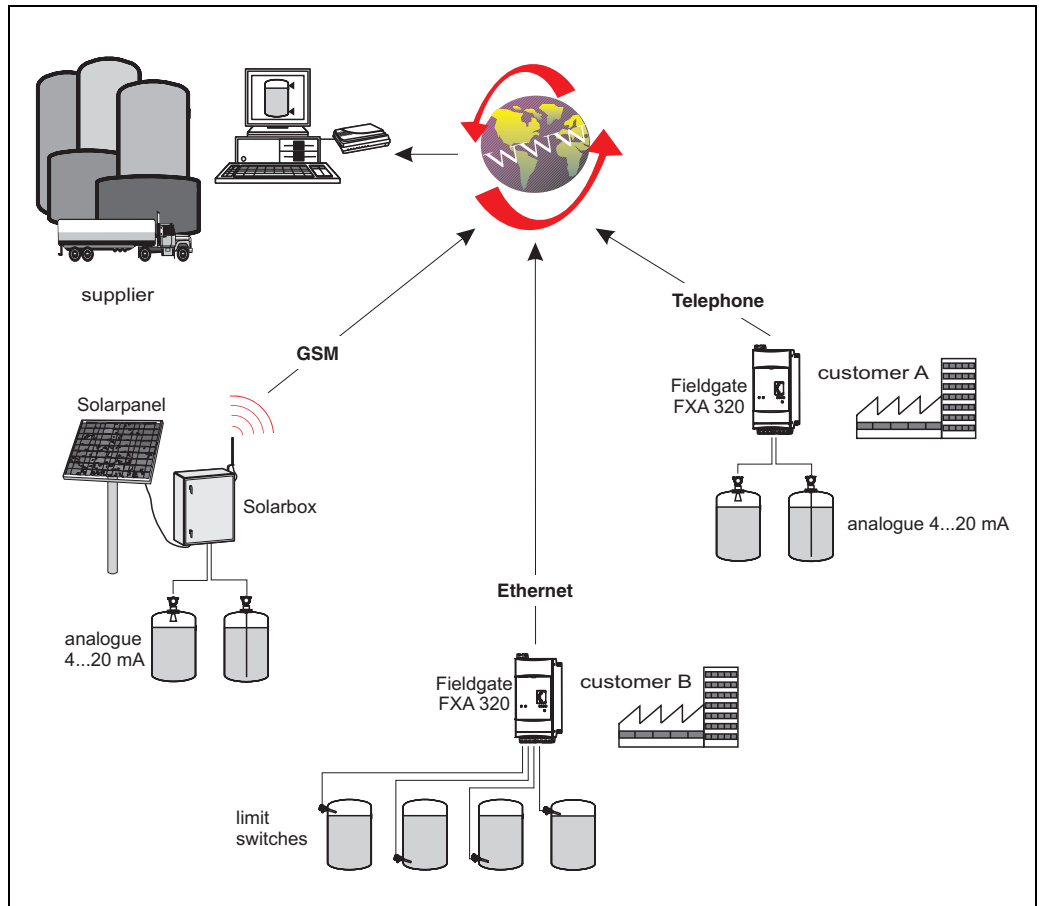 WWW
supplier
Telephone
GSM
Fieldgate
FXA 320
customer A
Solarpanel
Solarbox
analogue 4...20 mA
Ethernet
analogue
4...20 mA
Fieldgate
FXA 320
customer B
limit
switches